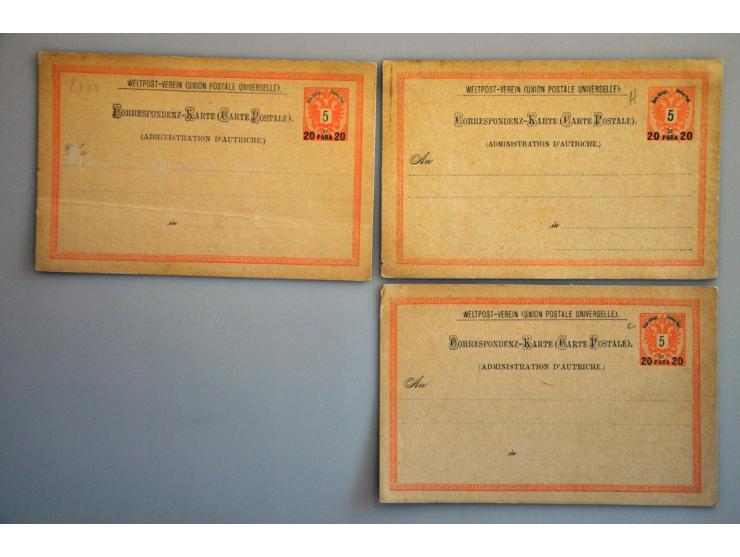 WELTPOST-VEREIN (UNION POSTALE UNIVERSELLE).
CORRESPONDENZ-KARTE (CARTE POSTALE).
(ADMINISTRATION D'AUTRICHE.)
5
20 PARA 20
in
WELTPOST-VEREIN (UNION POSTALE UNIVERSELLE).
H
CORRESPONDENZ-KARTE (CARTE POSTALE).
(ADMINISTRATION D'AUTRICHE.)
5
20 PARA 20
An
in
WELTPOST-VEREIN (UNION POSTALE UNIVERSELLE).
CORRESPONDENZ-KARTE (CARTE POSTALE).
(ADMINISTRATION D'AUTRICHE.)
5
20 PARA 20
An
in